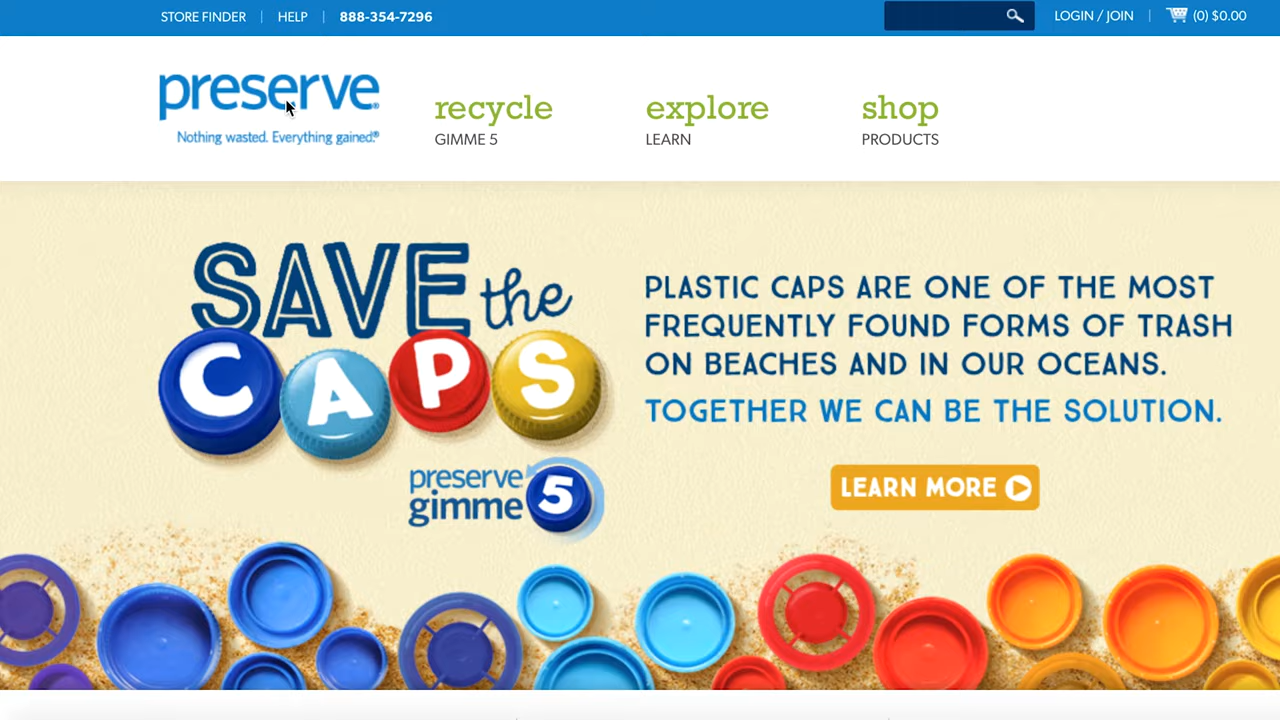 STORE FINDER | HELP | 888-354-7296
LOGIN / JOIN | (0) $0.00
preserve®
Nothing wasted. Everything gained.®
recycle
GIMME 5
explore
LEARN
shop
PRODUCTS
SAVE the
CAPS
preserve
gimme 5
PLASTIC CAPS ARE ONE OF THE MOST
FREQUENTLY FOUND FORMS OF TRASH
ON BEACHES AND IN OUR OCEANS.
TOGETHER WE CAN BE THE SOLUTION.
LEARN MORE